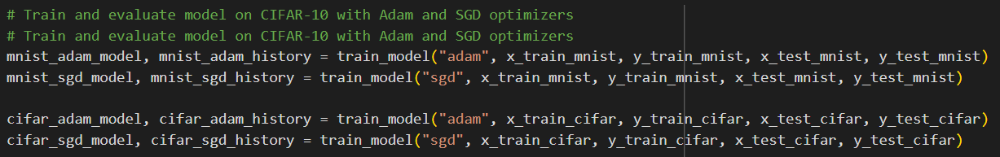 # Train and evaluate model on CIFAR-10 with Adam and SGD optimizers
# Train and evaluate model on CIFAR-10 with Adam and SGD optimizers
mnist_adam_model, mnist_adam_history = train_model("adam", x_train_mnist, y_train_mnist, x_test_mnist, y_test_mnist)
mnist_sgd_model, mnist_sgd_history = train_model("sgd", x_train_mnist, y_train_mnist, x_test_mnist, y_test_mnist)
cifar_adam_model, cifar_adam_history = train_model("adam", x_train_cifar, y_train_cifar, x_test_cifar, y_test_cifar)
cifar_sgd_model, cifar_sgd_history = train_model("sgd", x_train_cifar, y_train_cifar, x_test_cifar, y_test_cifar)